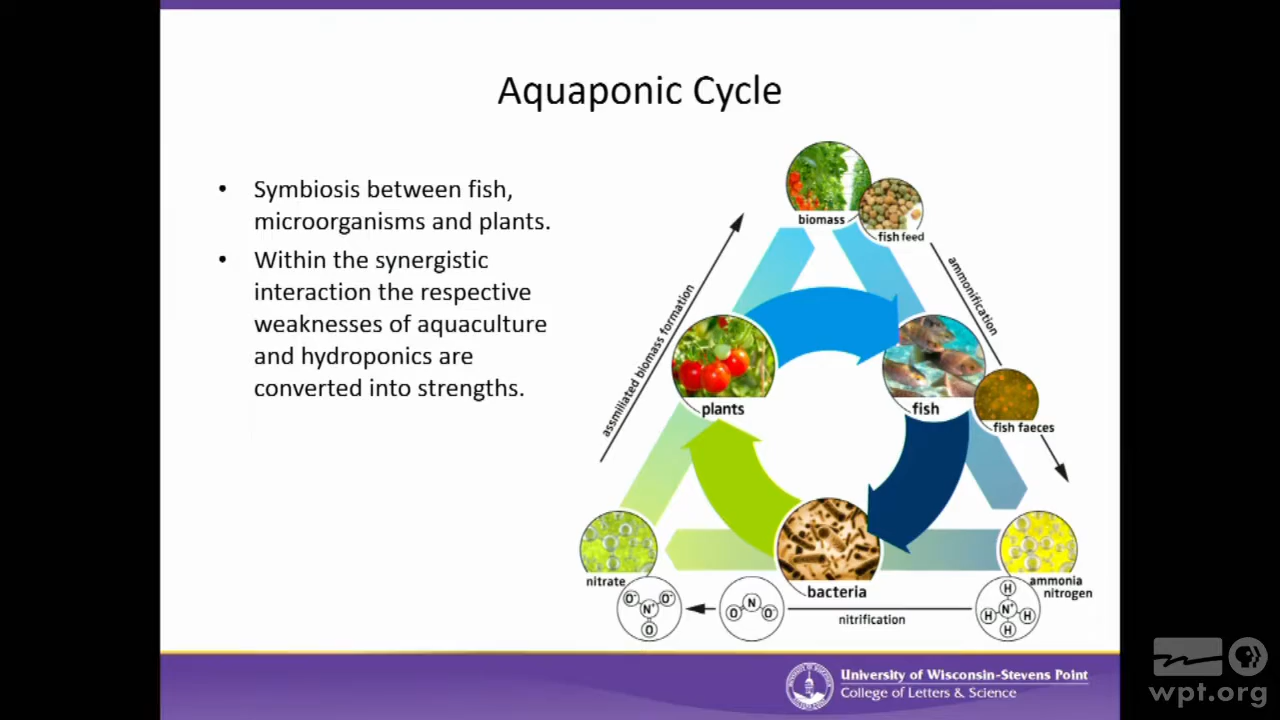 Aquaponic Cycle
• Symbiosis between fish,
microorganisms and plants.
• Within the synergistic
interaction the respective
weaknesses of aquaculture
and hydroponics are
converted into strengths.
biomass
fish feed
assmiliated biomass formation
ammonification
plants
fish
fish faeces
nitrate
bacteria
ammonia
nitrogen
O⁻ O⁻
N⁺
O
N
O O⁻
H
H N⁺ H
H
nitrification
University of Wisconsin-Stevens Point
College of Letters & Science
wpt.org